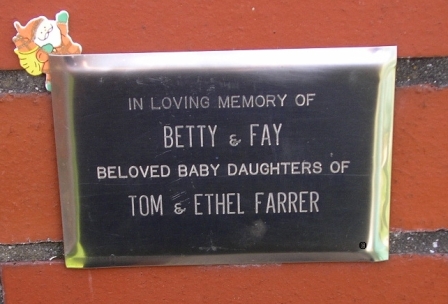 IN LOVING MEMORY OF
BETTY & FAY
BELOVED BABY DAUGHTERS OF
TOM & ETHEL FARRER